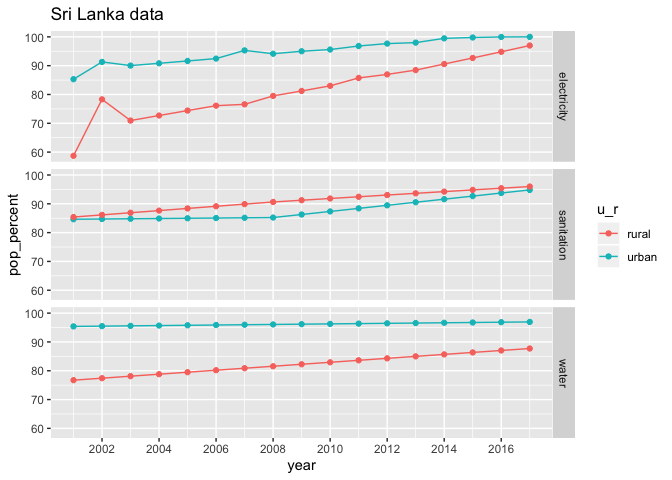 Sri Lanka data
pop_percent
100
90
80
70
60
electricity
100
90
80
70
60
sanitation
100
90
80
70
60
water
2002 2004 2006 2008 2010 2012 2014 2016
year
u_r
rural
urban